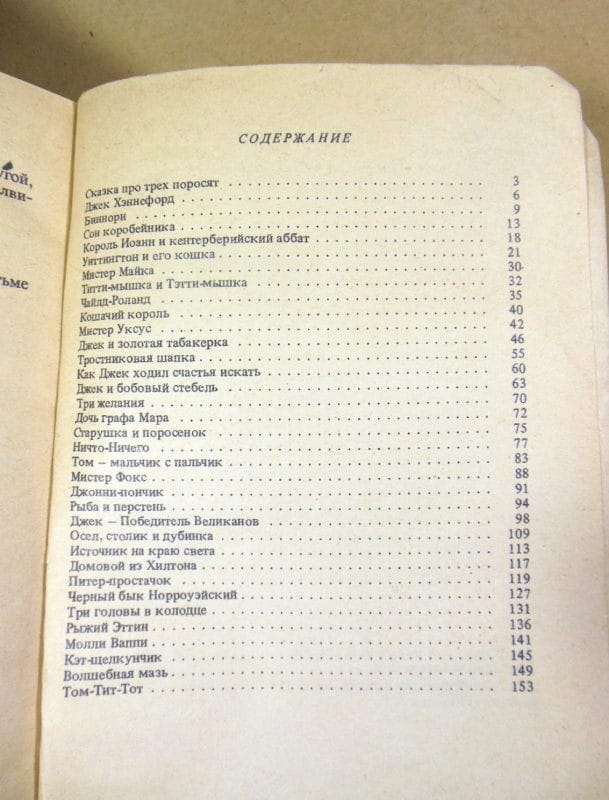 угой,
лви-
тьме
СОДЕРЖАНИЕ
Сказка про трех поросят 3
Джек Хэннефорд 6
Биннори 9
Сон коробейника 13
Король Иоанн и кентерберийский аббат 18
Уиттингтон и его кошка 21
Мистер Майка 30
Титти-мышка и Тэтти-мышка 32
Чайлд-Роланд 35
Кошачий король 40
Мистер Уксус 42
Джек и золотая табакерка 46
Тростниковая шапка 55
Как Джек ходил счастья искать 60
Джек и бобовый стебель 63
Три желания 70
Дочь графа Мара 72
Старушка и поросенок 75
Ничто-Ничего 77
Том – мальчик с пальчик 83
Мистер Фокс 88
Джонни-пончик 91
Рыба и перстень 94
Джек – Победитель Великанов 98
Осел, столик и дубинка 109
Источник на краю света 113
Домовой из Хилтона 117
Питер-простачок 119
Черный бык Норроуэйский 127
Три головы в колодце 131
Рыжий Эттин 136
Молли Ваппи 141
Кэт-щелкунчик 145
Волшебная мазь 149
Том-Тит-Тот 153